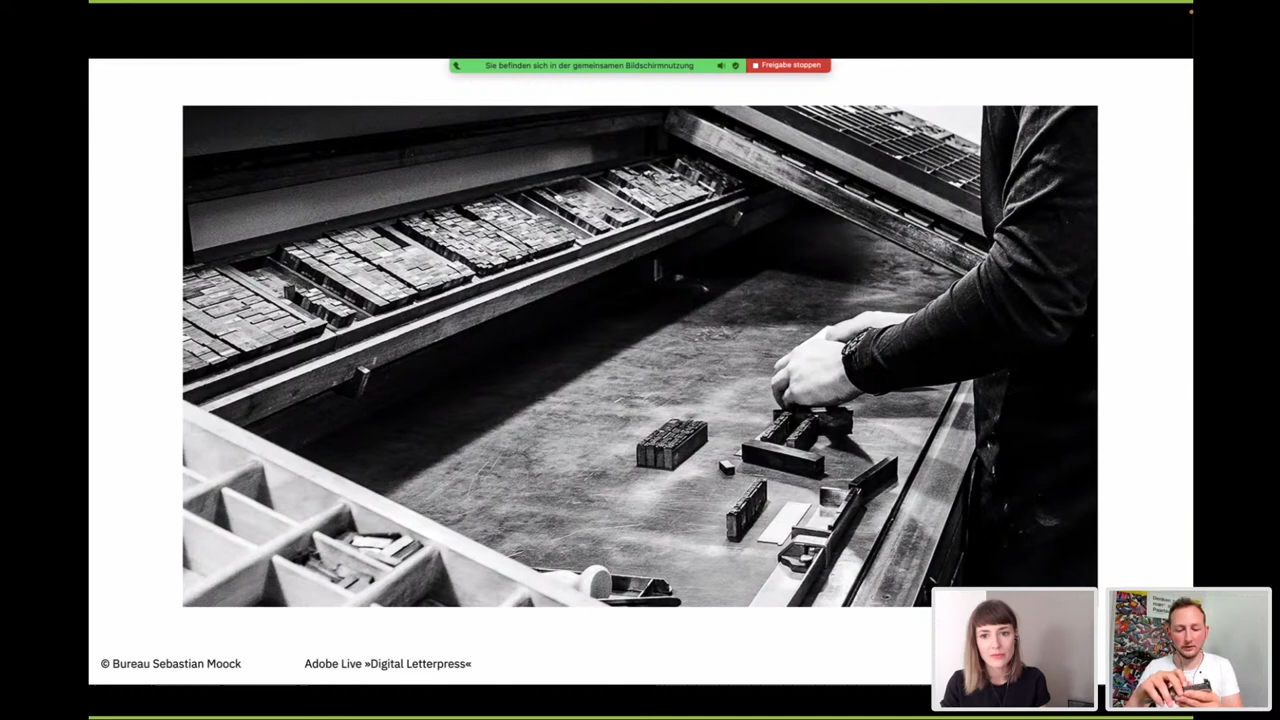 Sie befinden sich in der gemeinsamen Bildschirmnutzung
Freigabe stoppen
© Bureau Sebastian Moock
Adobe Live »Digital Letterpress«